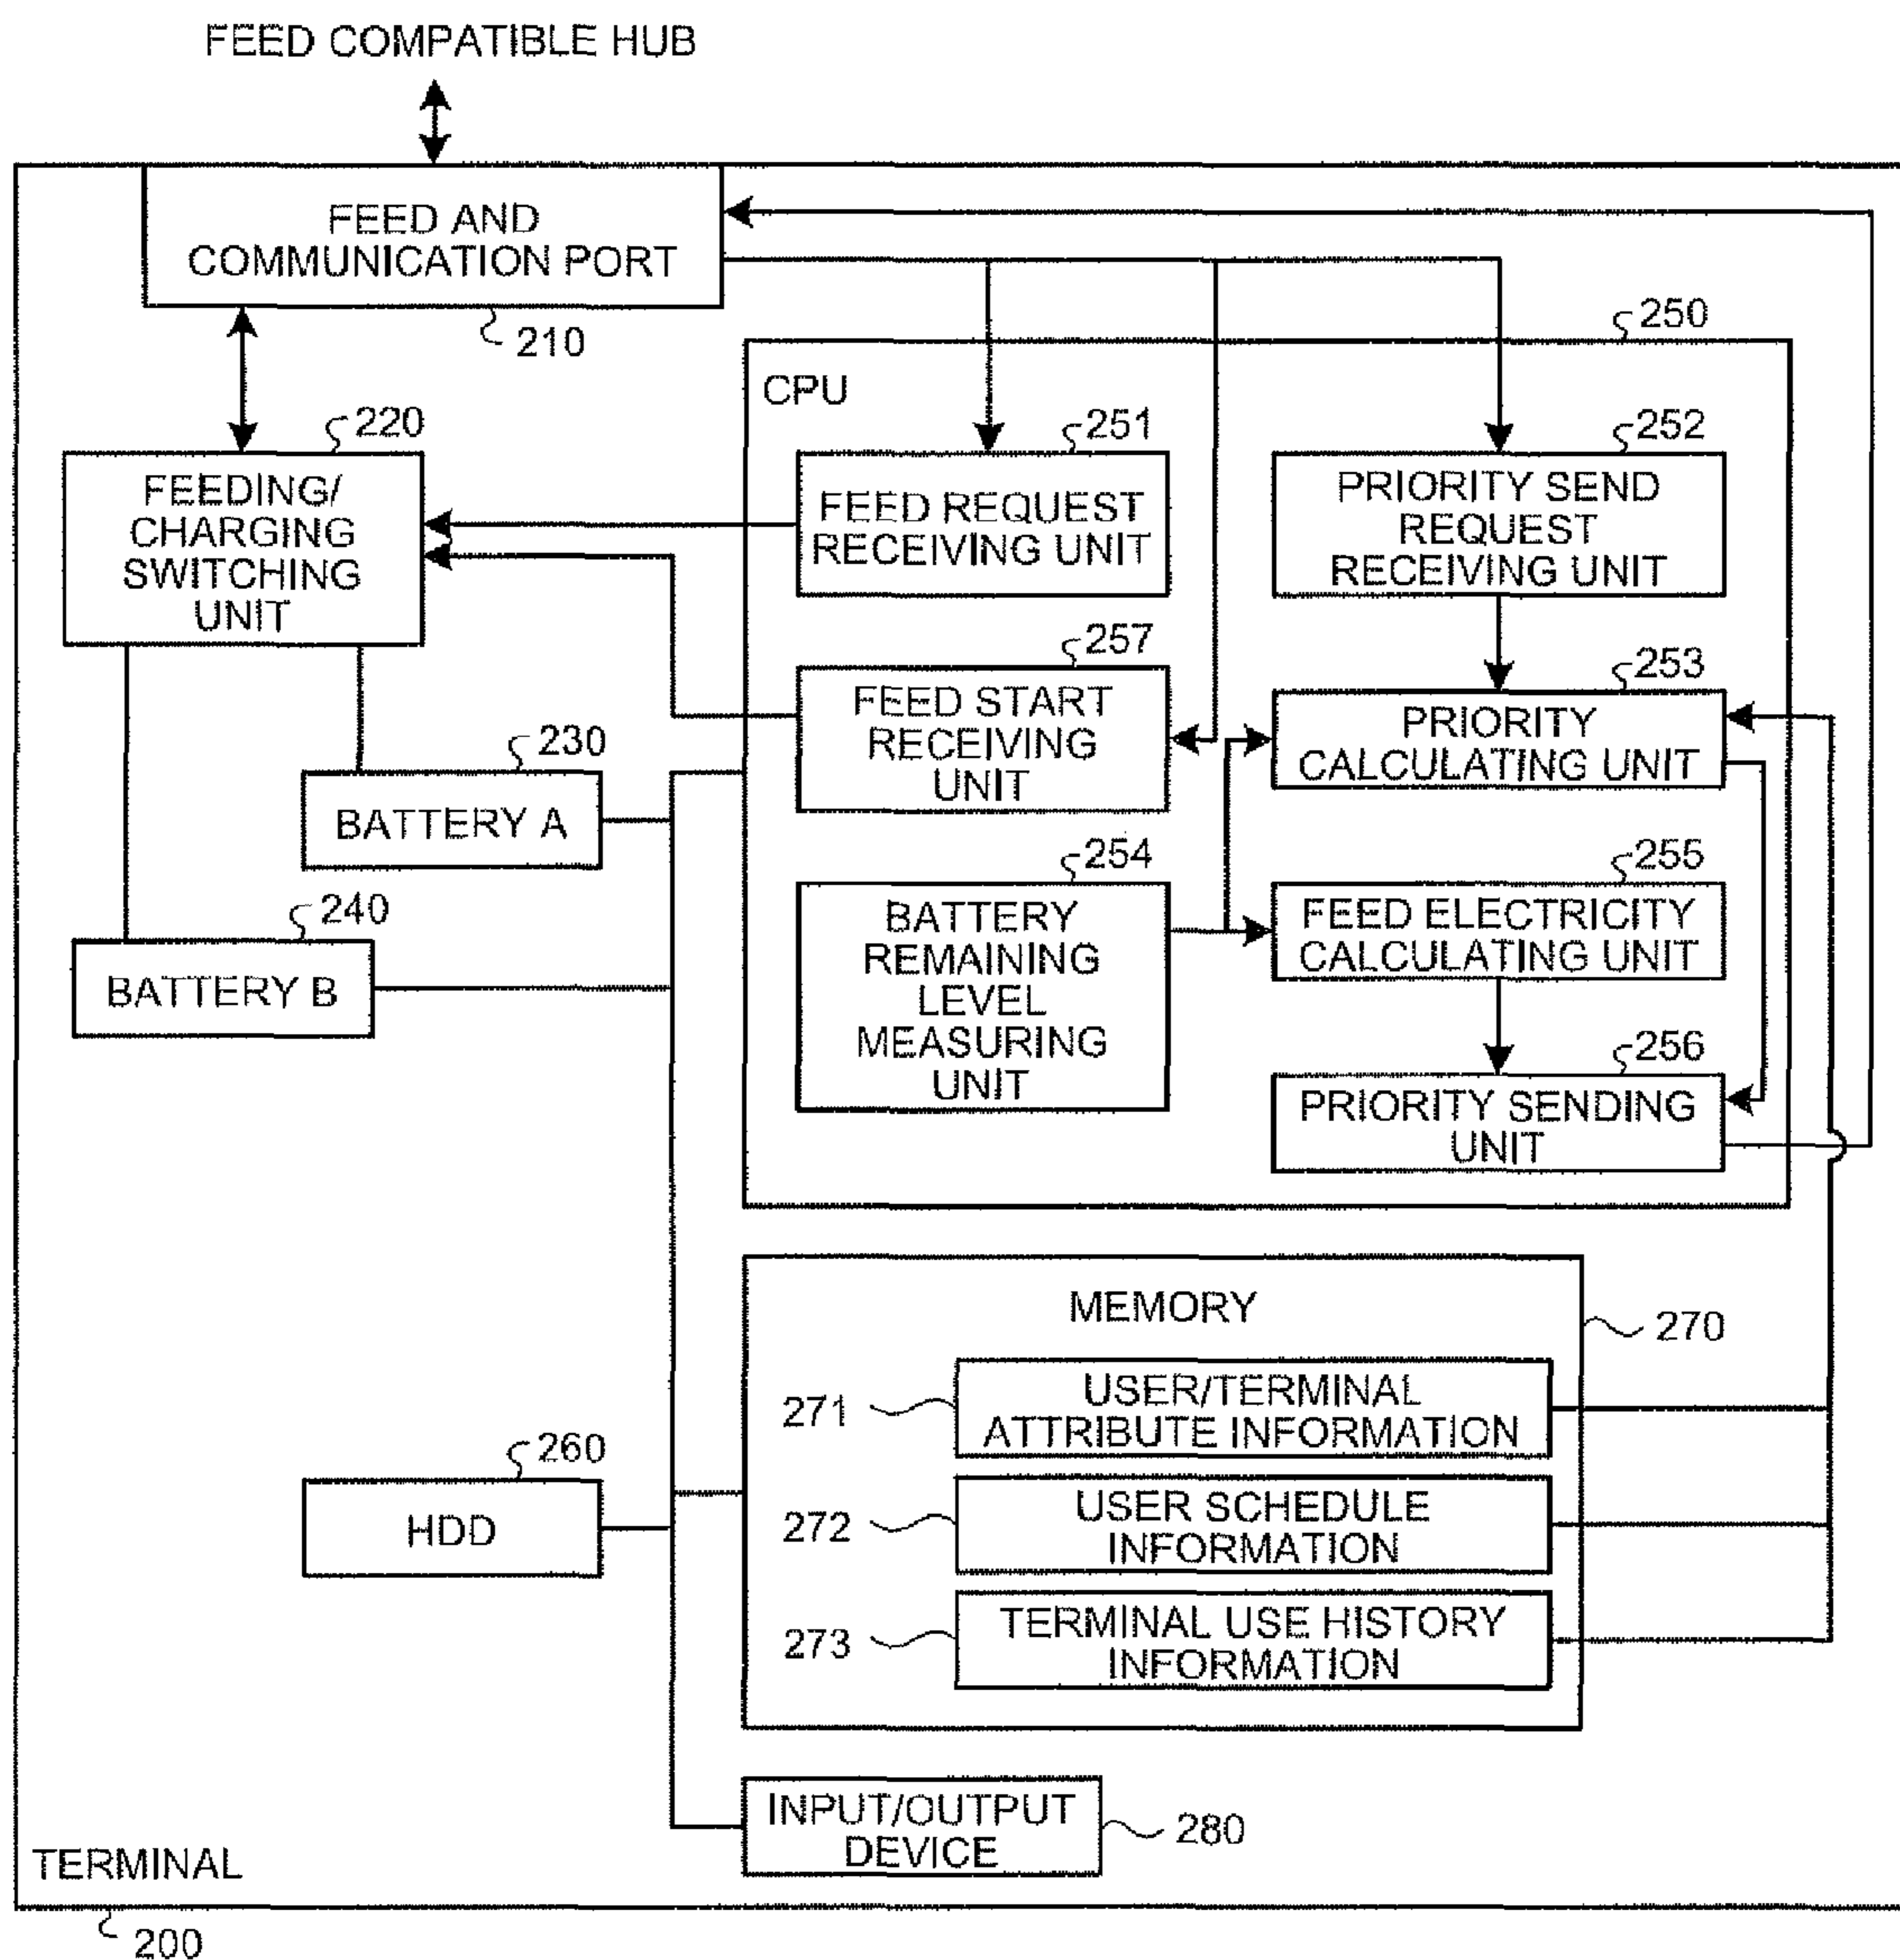 FEED COMPATIBLE HUB
FEED AND
COMMUNICATION PORT
210
250
CPU
220
FEEDING/
CHARGING
SWITCHING
UNIT
251
FEED REQUEST
RECEIVING UNIT
252
PRIORITY SEND
REQUEST
RECEIVING UNIT
257
FEED START
RECEIVING
UNIT
253
PRIORITY
CALCULATING UNIT
230
BATTERY A
240
BATTERY B
254
BATTERY
REMAINING
LEVEL
MEASURING
UNIT
255
FEED ELECTRICITY
CALCULATING UNIT
256
PRIORITY SENDING
UNIT
MEMORY
270
271
USER/TERMINAL
ATTRIBUTE INFORMATION
260
HDD
272
USER SCHEDULE
INFORMATION
273
TERMINAL USE HISTORY
INFORMATION
INPUT/OUTPUT
DEVICE
280
TERMINAL
200